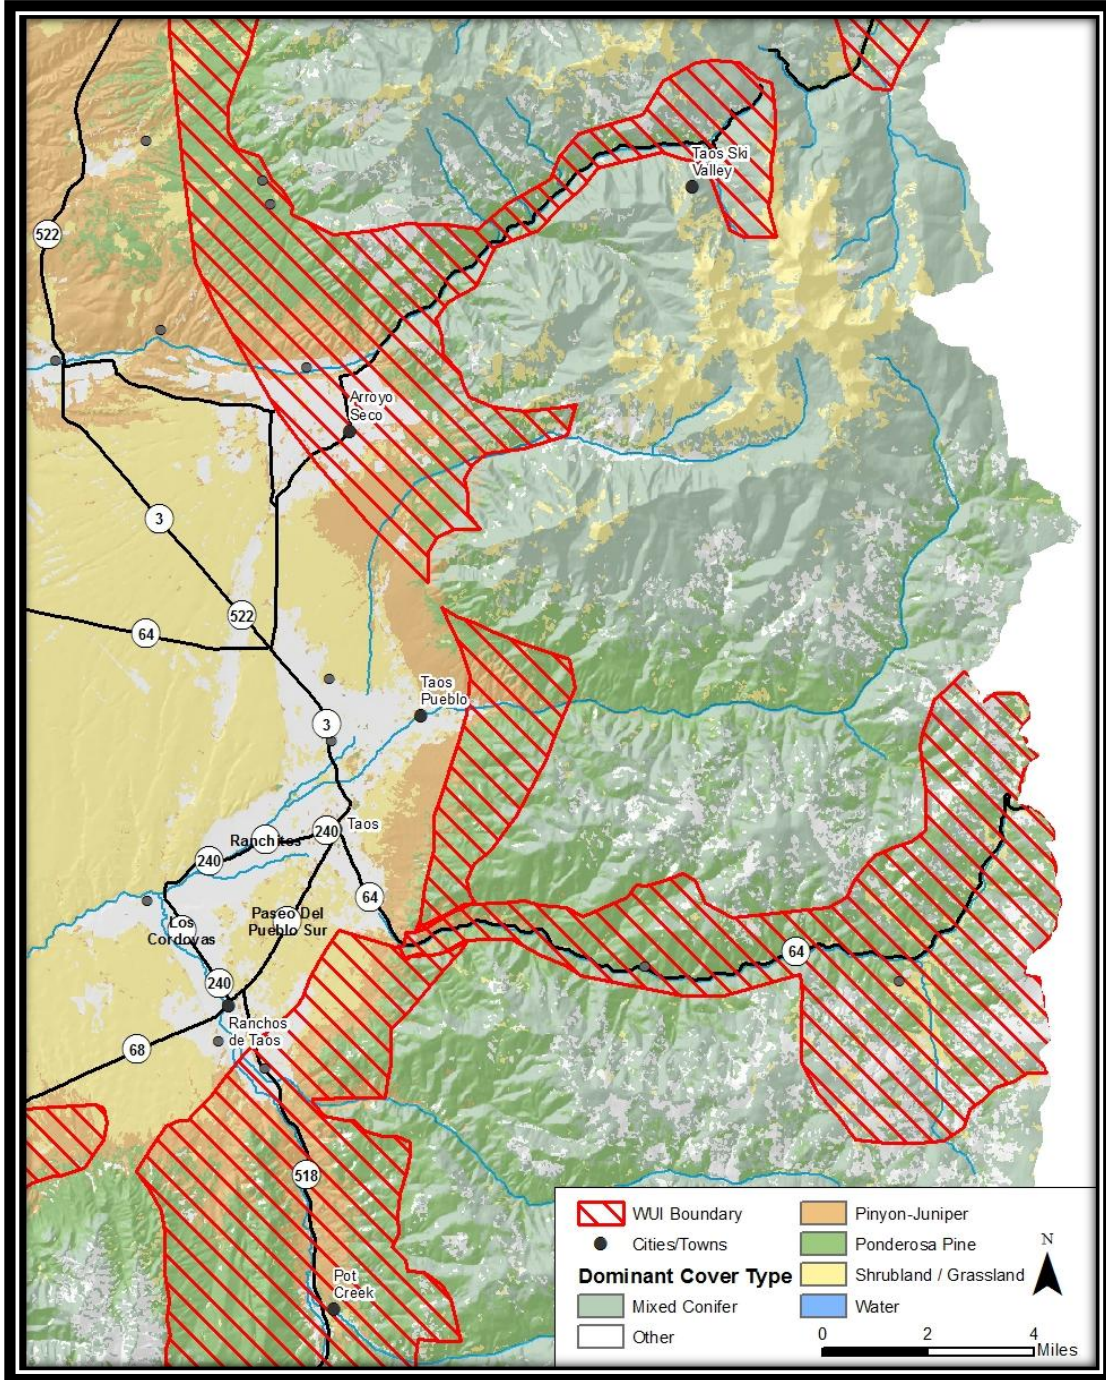 Taos Ski
Valley
522
Arroyo
Seco
3
522
64
Taos
Pueblo
3
Ranchitos
240
Taos
240
64
Los
Cordovas
Paseo Del
Pueblo Sur
64
240
Ranchos
de Taos
68
518
Pot
Creek
WUI Boundary
Cities/Towns
Dominant Cover Type
Mixed Conifer
Other
Pinyon-Juniper
Ponderosa Pine
Shrubland / Grassland
Water
N
0 2 4
Miles